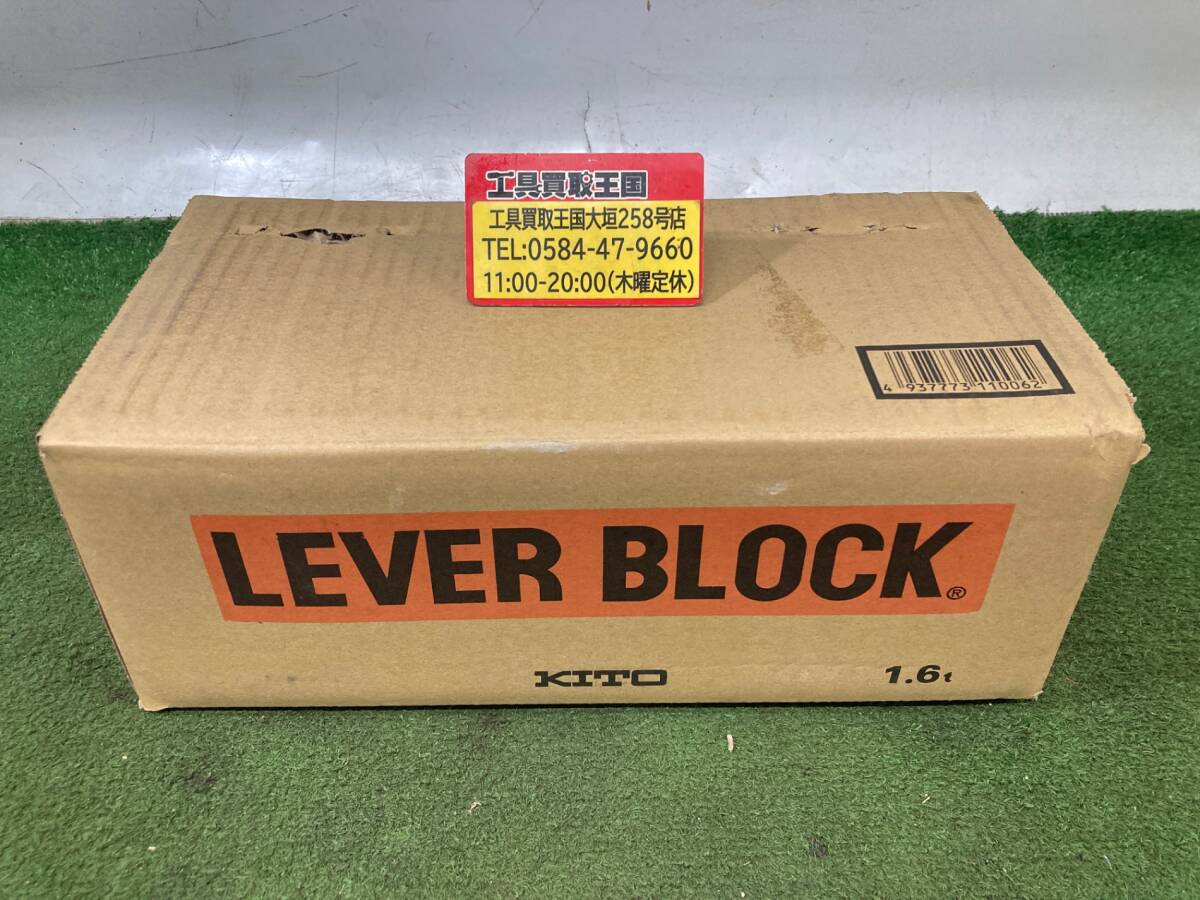 工具買取王国
工具買取王国大垣258号店
TEL:0584-47-9660
11:00-20:00(木曜定休)
4 937773 110062
LEVER BLOCK®
KITO
1.6t